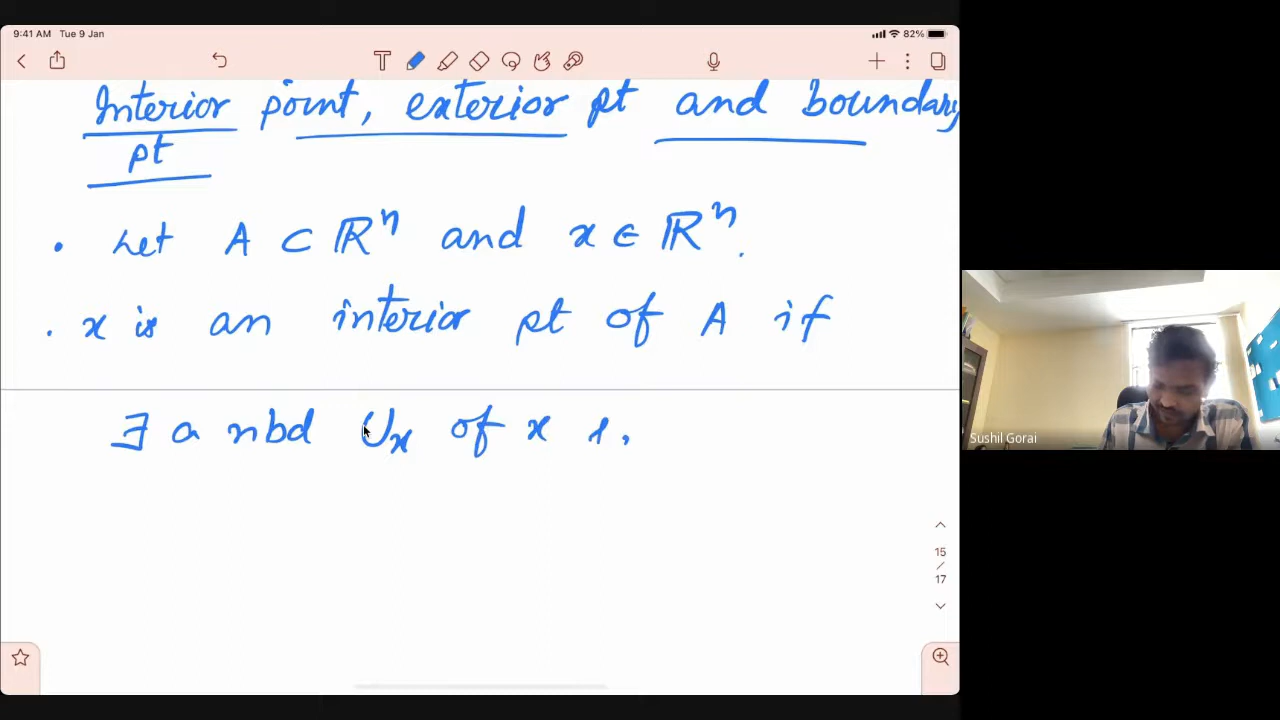 9:41 AM Tue 9 Jan
82%
Interior point, exterior pt and boundary
pt
• Let A ⊂ ℝⁿ and x ∈ ℝⁿ.
. x is an interior pt of A if
∃ a nbd Uₓ of x s.
15
/
17
Sushil Gorai